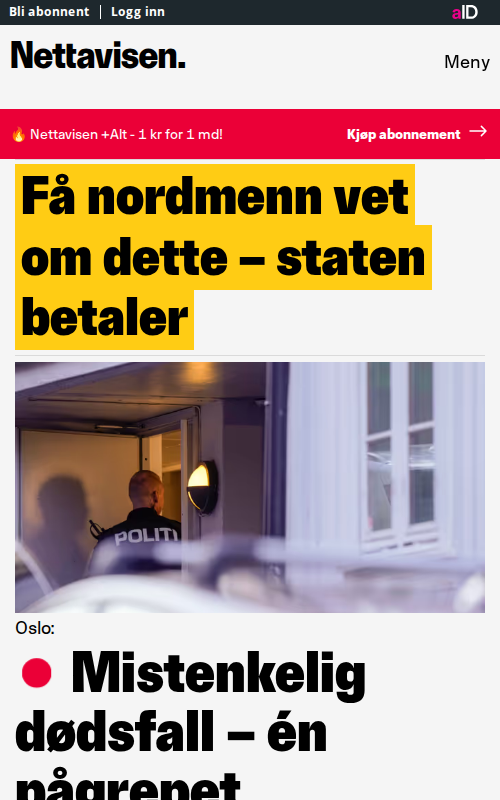 Bli abonnent | Logg inn
aID
Nettavisen.
Meny
🔥 Nettavisen +Alt - 1 kr for 1 md!
Kjøp abonnement →
Få nordmenn vet
om dette – staten
betaler
POLITI
Oslo:
Mistenkelig
dødsfall – én
pågrepet